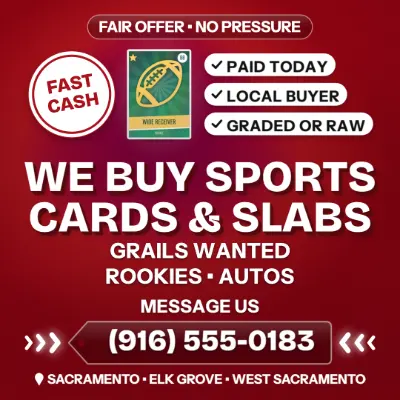 FAIR OFFER • NO PRESSURE
FAST
CASH
WIDE RECEIVER
✓ PAID TODAY
✓ LOCAL BUYER
✓ GRADED OR RAW
WE BUY SPORTS
CARDS & SLABS
GRAILS WANTED
ROOKIES • AUTOS
MESSAGE US
(916) 555-0183
SACRAMENTO • ELK GROVE • WEST SACRAMENTO